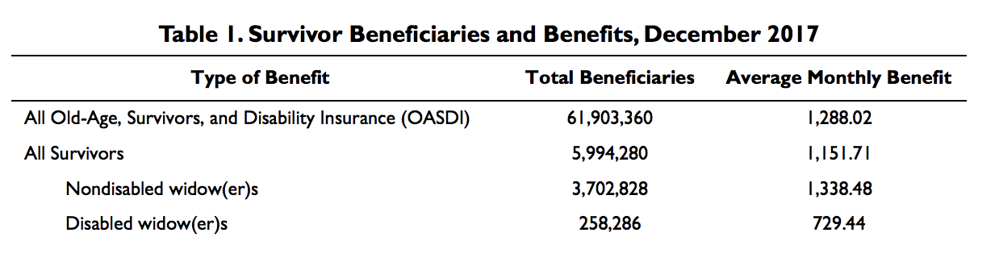 Table 1. Survivor Beneficiaries and Benefits, December 2017
Type of Benefit Total Beneficiaries Average Monthly Benefit
All Old-Age, Survivors, and Disability Insurance (OASDI) 61,903,360 1,288.02
All Survivors 5,994,280 1,151.71
Nondisabled widow(er)s 3,702,828 1,338.48
Disabled widow(er)s 258,286 729.44